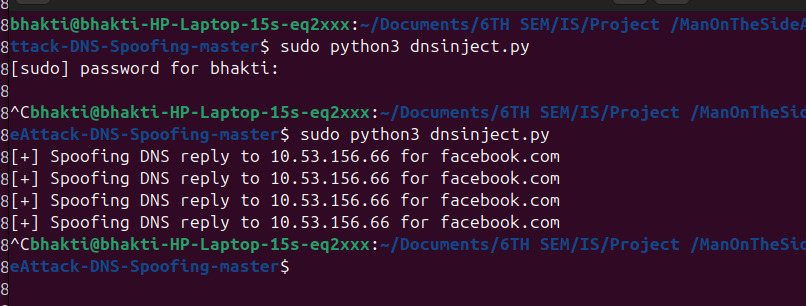 8
8bhakti@bhakti-HP-Laptop-15s-eq2xxx:~/Documents/6TH SEM/IS/Project /ManOnTheSideA
8ttack-DNS-Spoofing-master$ sudo python3 dnsinject.py
8[sudo] password for bhakti:
8
8^Cbhakti@bhakti-HP-Laptop-15s-eq2xxx:~/Documents/6TH SEM/IS/Project /ManOnTheSid
8eAttack-DNS-Spoofing-master$ sudo python3 dnsinject.py
8[+] Spoofing DNS reply to 10.53.156.66 for facebook.com
8[+] Spoofing DNS reply to 10.53.156.66 for facebook.com
8[+] Spoofing DNS reply to 10.53.156.66 for facebook.com
8[+] Spoofing DNS reply to 10.53.156.66 for facebook.com
8^Cbhakti@bhakti-HP-Laptop-15s-eq2xxx:~/Documents/6TH SEM/IS/Project /ManOnTheSid
8eAttack-DNS-Spoofing-master$
8